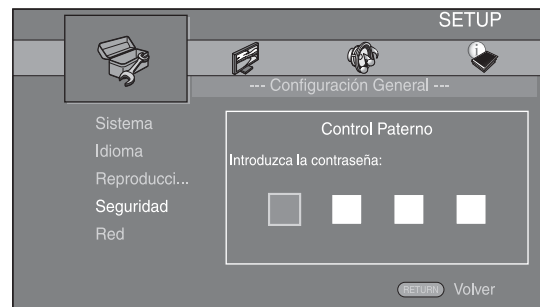 SETUP
--- Configuración General ---
Sistema
Idioma
Reproducci...
Seguridad
Red
Control Paterno
Introduzca la contraseña:
RETURN Volver